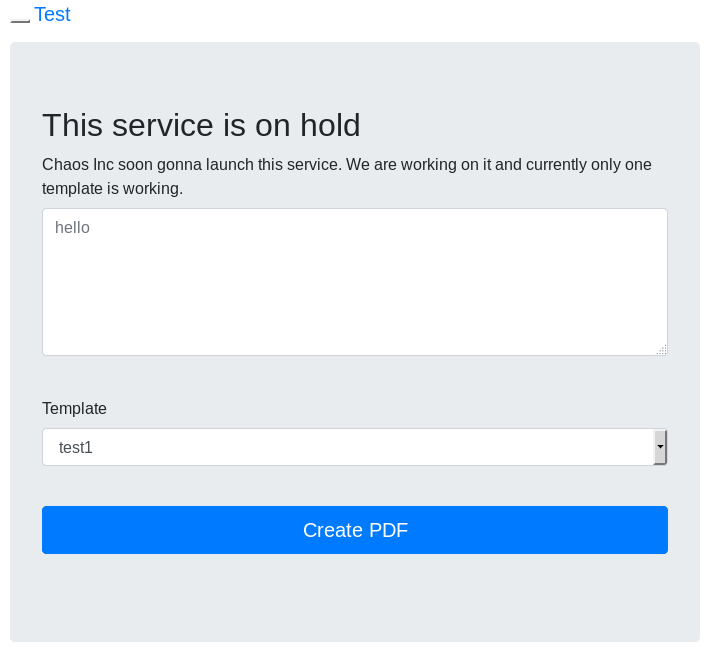 Test
This service is on hold
Chaos Inc soon gonna launch this service. We are working on it and currently only one
template is working.
hello
Template
test1
Create PDF